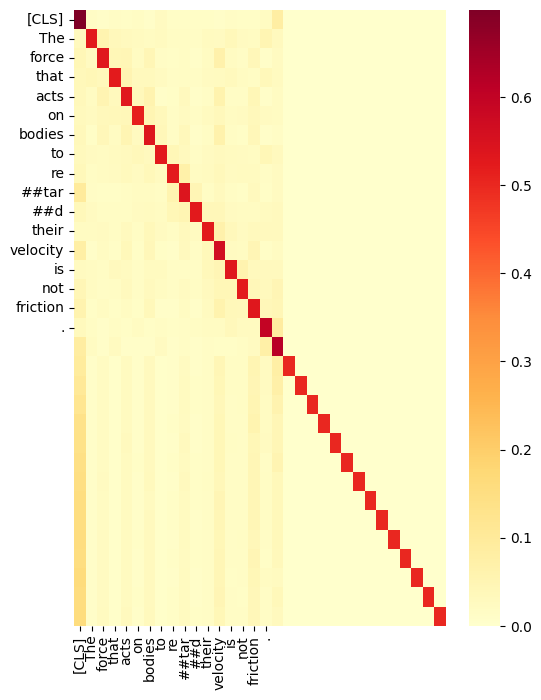 [CLS]
The
force
that
acts
on
bodies
to
re
##tar
##d
their
velocity
is
not
friction
.
0.6
0.5
0.4
0.3
0.2
0.1
0.0
[CLS]
The
force
that
acts
on
bodies
to
re
##tar
##d
their
velocity
is
not
friction
.